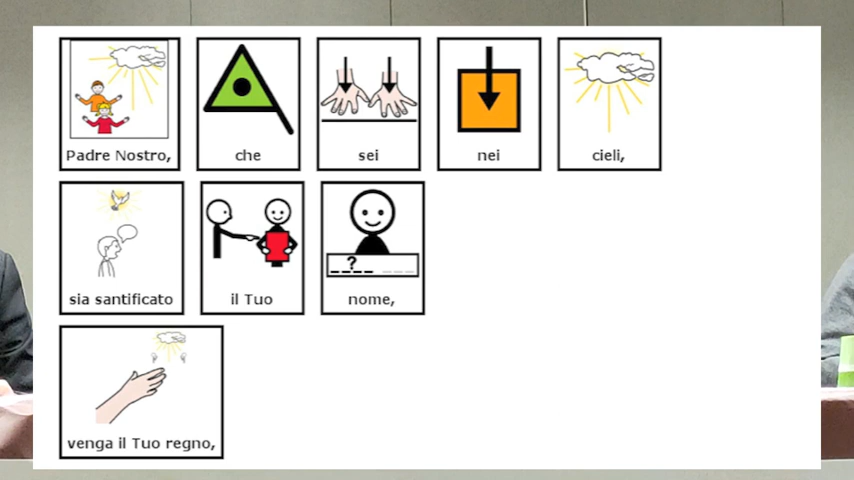 Padre Nostro, che sei nei cieli,
sia santificato il Tuo nome,
?
venga il Tuo regno,